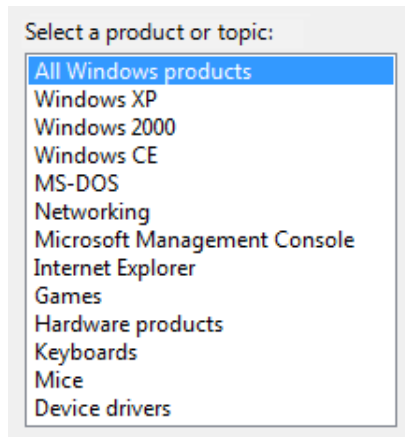 Select a product or topic:
All Windows products
Windows XP
Windows 2000
Windows CE
MS-DOS
Networking
Microsoft Management Console
Internet Explorer
Games
Hardware products
Keyboards
Mice
Device drivers